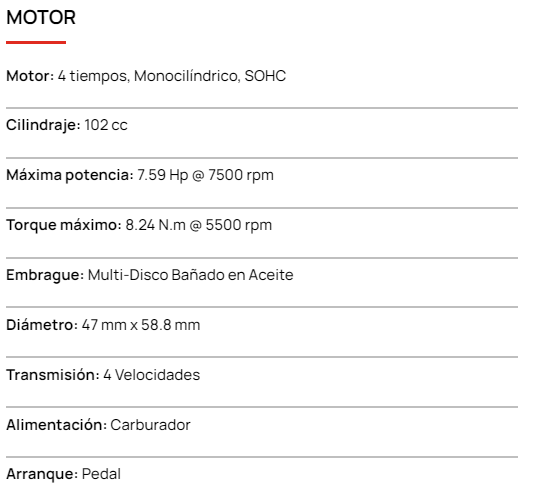 MOTOR
Motor: 4 tiempos, Monocilíndrico, SOHC
Cilindraje: 102 cc
Máxima potencia: 7.59 Hp @ 7500 rpm
Torque máximo: 8.24 N.m @ 5500 rpm
Embrague: Multi-Disco Bañado en Aceite
Diámetro: 47 mm x 58.8 mm
Transmisión: 4 Velocidades
Alimentación: Carburador
Arranque: Pedal